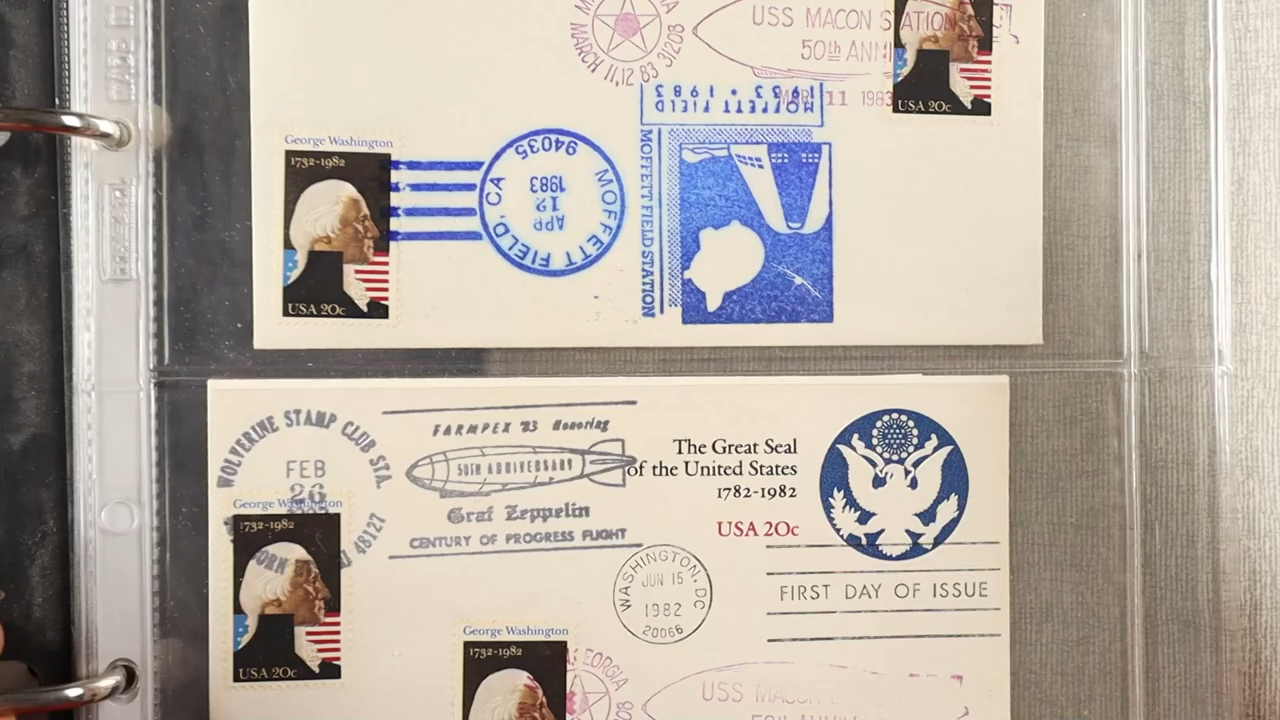 MARCH 11,12 83 31208
USS MACON STATION
50th ANNIV
MAR 11 1983
USA 20c
MOFFETT FIELD • 1933 • 1983
George Washington
1732-1982
USA 20c
MOFFETT FIELD, CA
APR
12
1983
94035
MOFFETT FIELD STATION
WOLVERINE STAMP CLUB STA.
FEB
26
48127
FARMPEX '83 Honoring
50TH ANNIVERSARY
Graf Zeppelin
CENTURY OF PROGRESS FLIGHT
The Great Seal
of the United States
1782-1982
USA 20c
George Washington
1732-1982
USA 20c
WASHINGTON, DC
JUN 15
1982
20066
FIRST DAY OF ISSUE
George Washington
1732-1982
USS